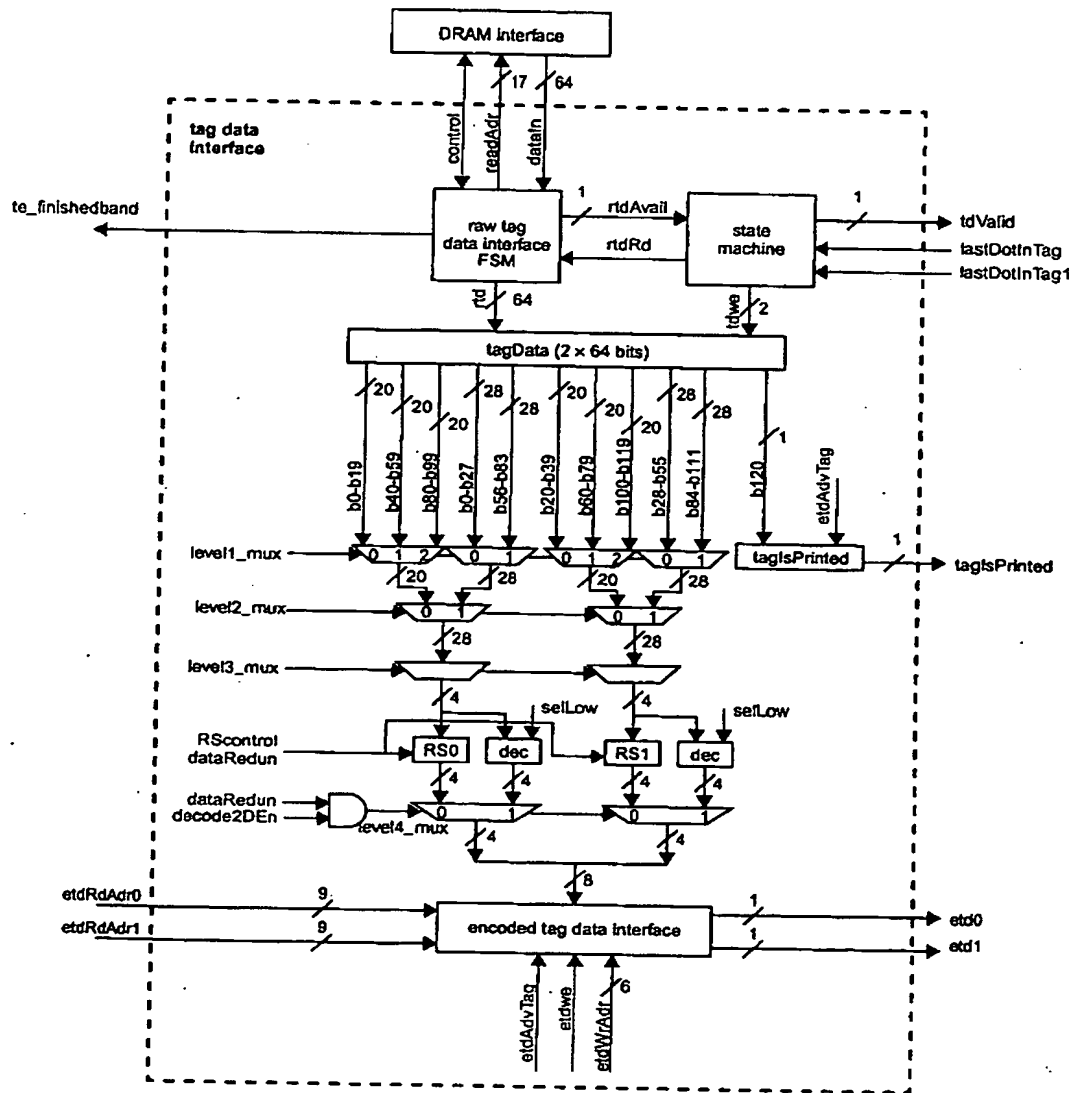 DRAM Interface
17
64
tag data
interface
control
readAdr
dataIn
te_finishedband
raw tag
data interface
FSM
1
rtdAvail
rtdRd
state
machine
1
tdValid
lastDotInTag
lastDotInTag1
rtd
64
tdwe
2
tagData (2 × 64 bits)
20
20
20
28
28
20
20
20
28
28
1
b0-b19
b40-b59
b80-b99
b0-b27
b56-b83
b20-b39
b60-b79
b100-b119
b28-b55
b84-b111
b120
etdAdvTag
level1_mux
0 1 2
0 1
0 1 2
0 1
tagIsPrinted
1
tagIsPrinted
20
28
20
28
level2_mux
0 1
0 1
28
28
level3_mux
4
4
selLow
selLow
RScontrol
dataRedun
RS0
dec
RS1
dec
4
4
4
4
dataRedun
decode2DEn
level4_mux
0 1
0 1
4
4
8
etdRdAdr0
9
etdRdAdr1
9
encoded tag data interface
1
etd0
1
etd1
etdAdvTag
etdwe
etdWrAdr
6